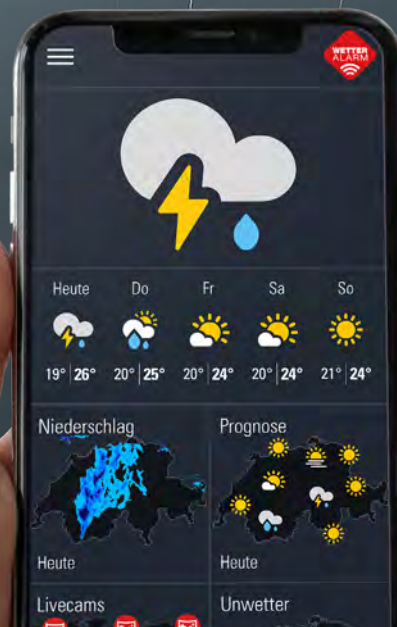 WETTER
ALARM
Heute Do Fr Sa So
19° | 26° 20° | 25° 20° | 24° 20° | 24° 21° | 24°
Niederschlag Prognose
Heute Heute
Livecams Unwetter